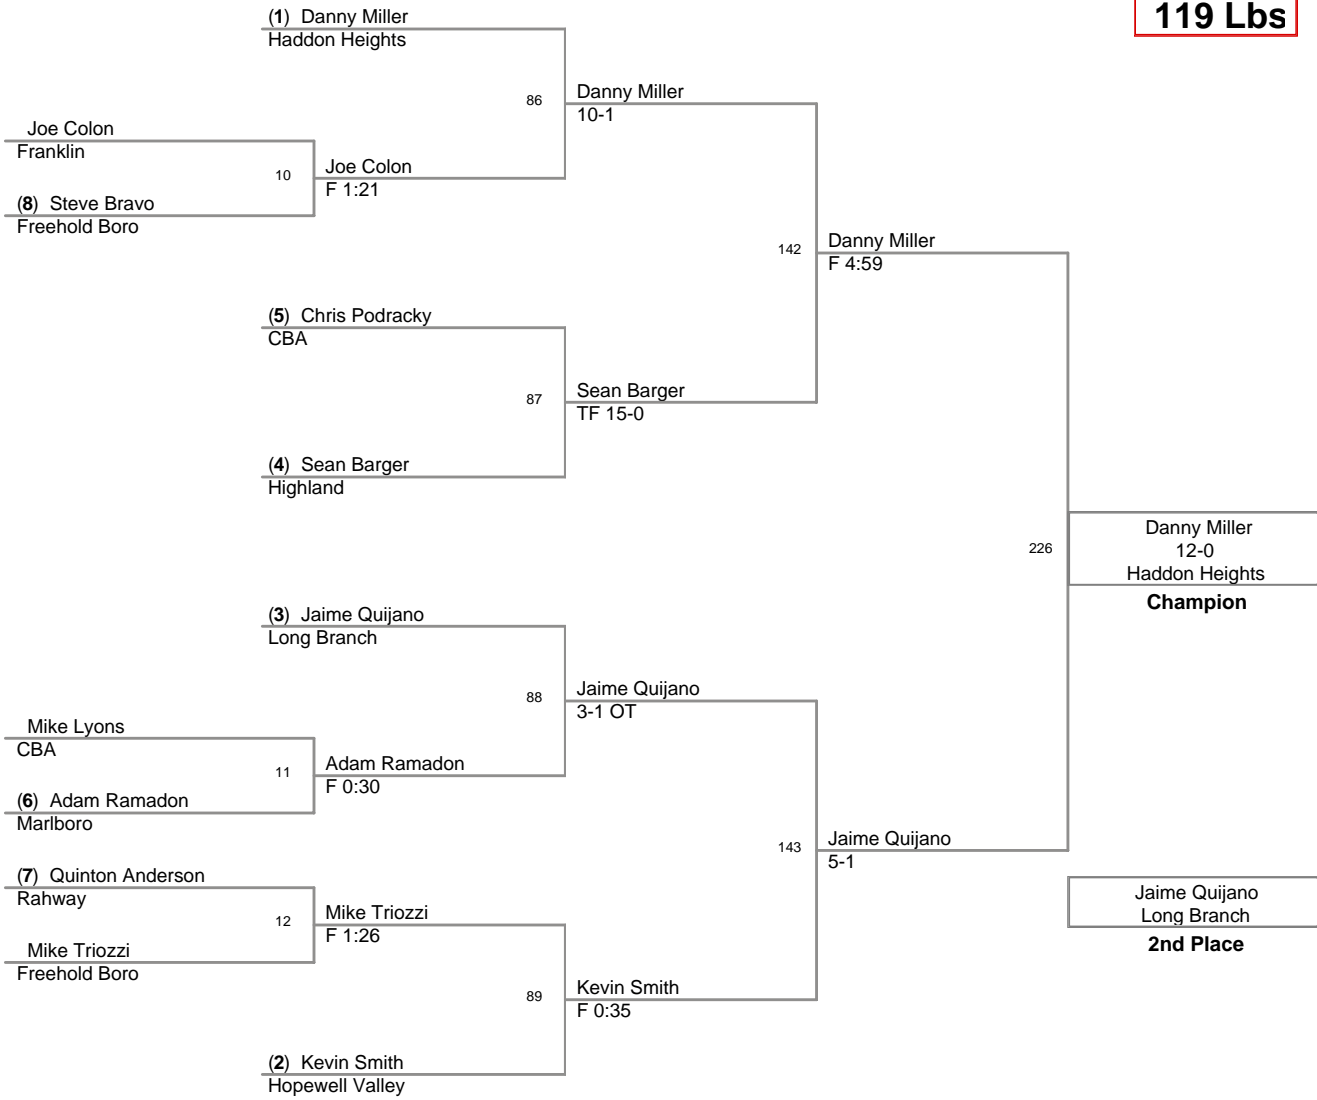 119 Lbs
(1) Danny Miller
Haddon Heights
86
Danny Miller
10-1
Joe Colon
Franklin
10
Joe Colon
F 1:21
(8) Steve Bravo
Freehold Boro
142
Danny Miller
F 4:59
(5) Chris Podracky
CBA
87
Sean Barger
TF 15-0
(4) Sean Barger
Highland
226
Danny Miller
12-0
Haddon Heights
Champion
(3) Jaime Quijano
Long Branch
88
Jaime Quijano
3-1 OT
Mike Lyons
CBA
11
Adam Ramadon
F 0:30
(6) Adam Ramadon
Marlboro
143
Jaime Quijano
5-1
(7) Quinton Anderson
Rahway
12
Mike Triozzi
F 1:26
Mike Triozzi
Freehold Boro
Jaime Quijano
Long Branch
2nd Place
89
Kevin Smith
F 0:35
(2) Kevin Smith
Hopewell Valley